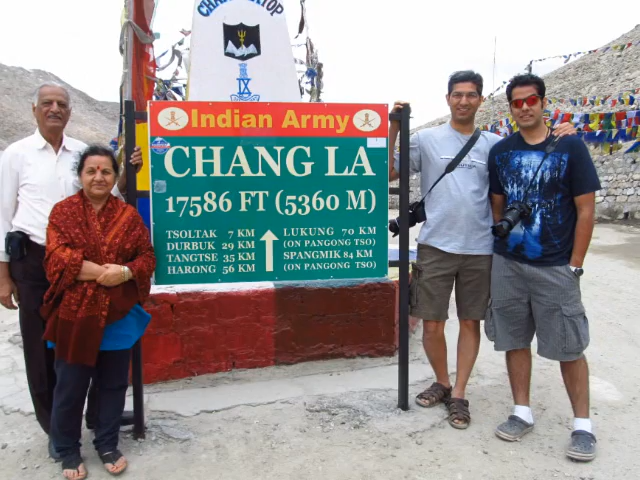 Indian Army
CHANG LA
17586 FT (5360 M)
TSOLTAK 7 KM
DURBUK 29 KM
TANGTSE 35 KM
HARONG 56 KM
LUKUNG 70 KM
(ON PANGONG TSO)
SPANGMIK 84 KM
(ON PANGONG TSO)